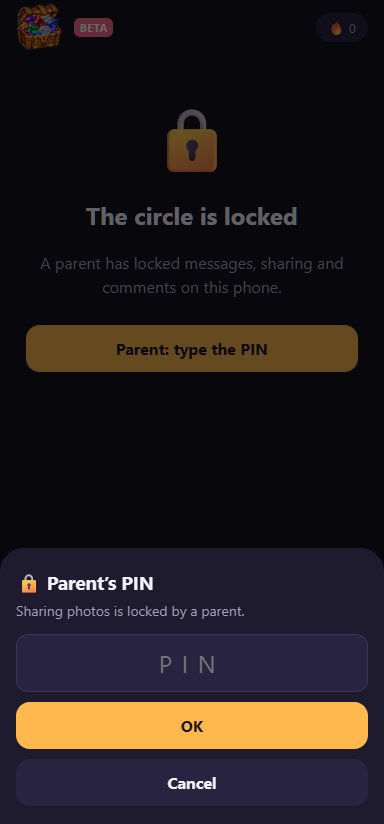 BETA
0
The circle is locked
A parent has locked messages, sharing and
comments on this phone.
Parent: type the PIN
Parent’s PIN
Sharing photos is locked by a parent.
PIN
OK
Cancel